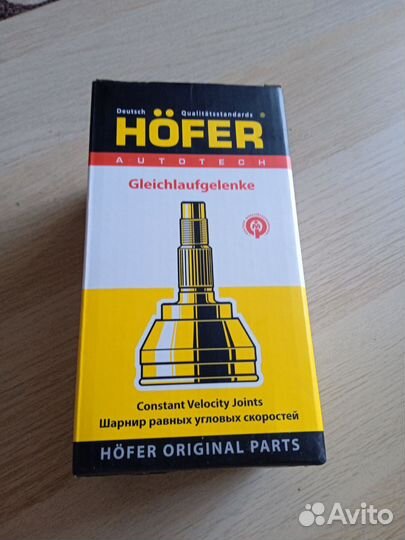 Deutsch Qualitätsstandards
HÖFER®
AUTOTECH
Gleichlaufgelenke
Constant Velocity Joints
Шарнир равных угловых скоростей
HÖFER ORIGINAL PARTS
Avito